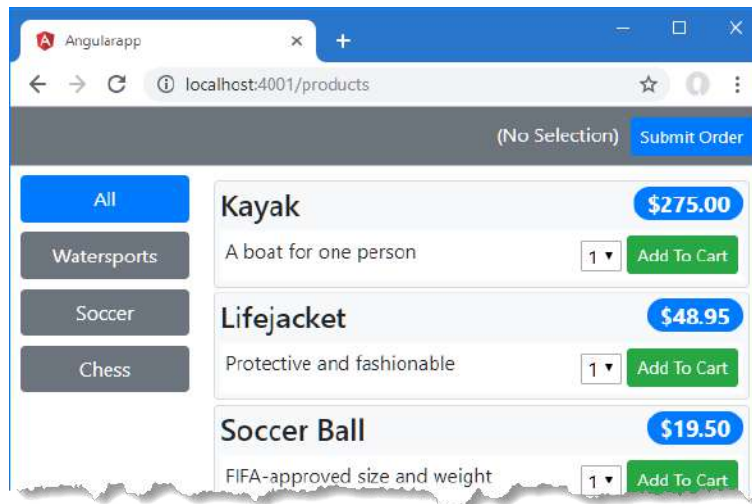 Angularapp
localhost:4001/products
(No Selection) Submit Order
All
Watersports
Soccer
Chess
Kayak $275.00
A boat for one person 1 Add To Cart
Lifejacket $48.95
Protective and fashionable 1 Add To Cart
Soccer Ball $19.50
FIFA-approved size and weight 1 Add To Cart